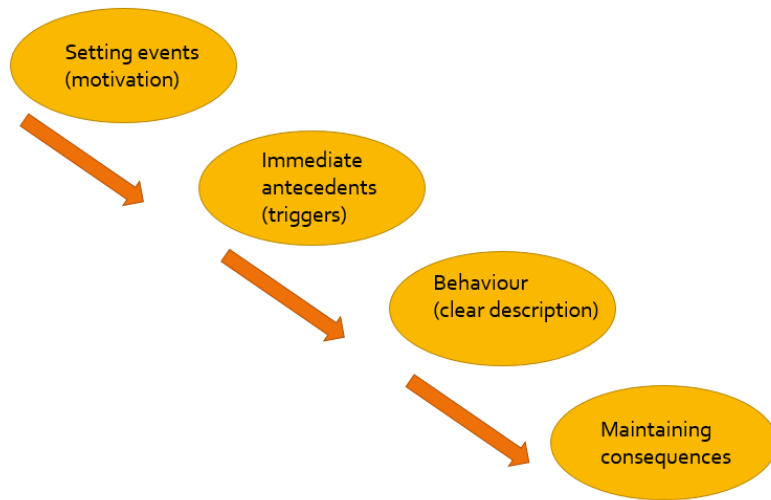 Setting events
(motivation)
Immediate
antecedents
(triggers)
Behaviour
(clear description)
Maintaining
consequences